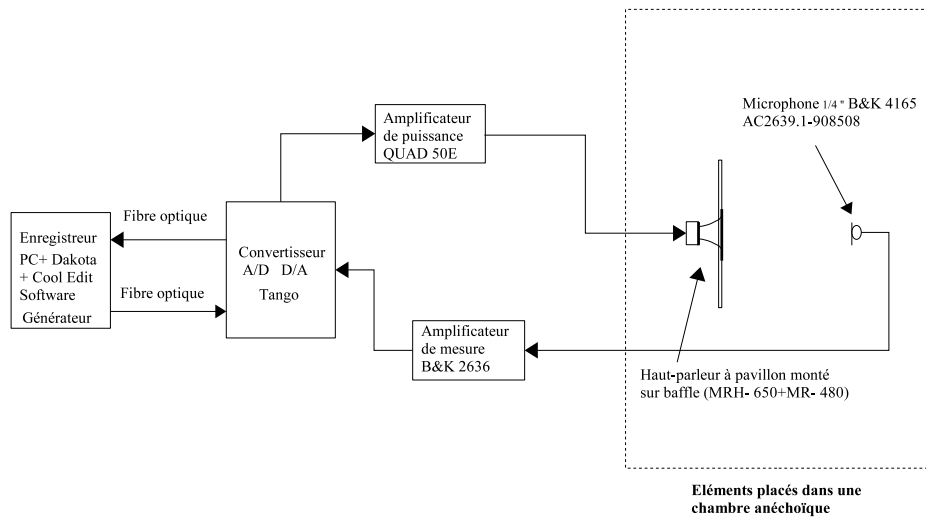 Amplificateur
de puissance
QUAD 50E
Microphone 1/4 " B&K 4165
AC2639.1-908508
Fibre optique
Enregistreur
PC+ Dakota
+ Cool Edit
Software
Générateur
Fibre optique
Convertisseur
A/D D/A
Tango
Amplificateur
de mesure
B&K 2636
Haut-parleur à pavillon monté
sur baffle (MRH- 650+MR- 480)
Eléments placés dans une
chambre anéchoïque